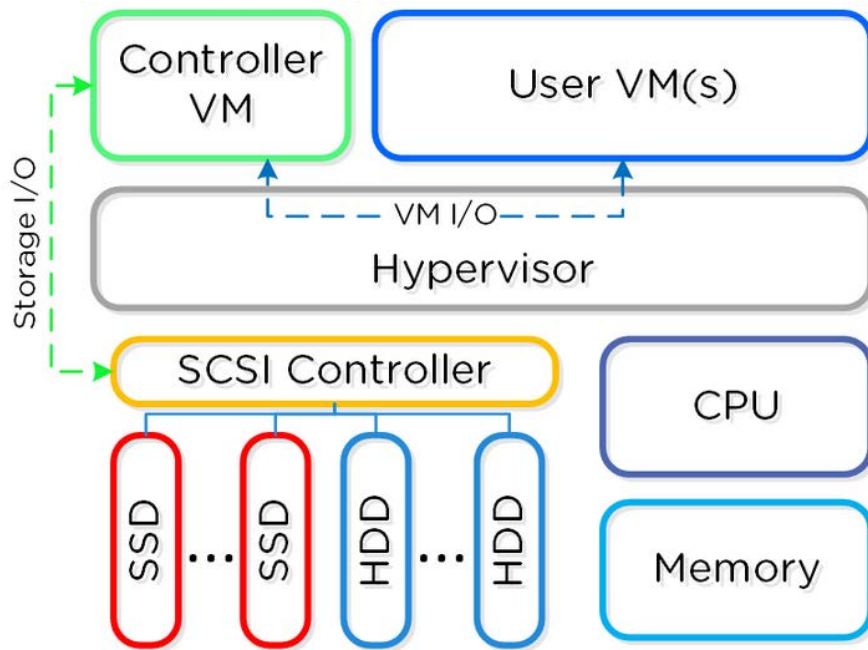 Controller
VM
User VM(s)
Storage I/O
VM I/O
Hypervisor
SCSI Controller
CPU
SSD
...
SSD
HDD
...
HDD
Memory